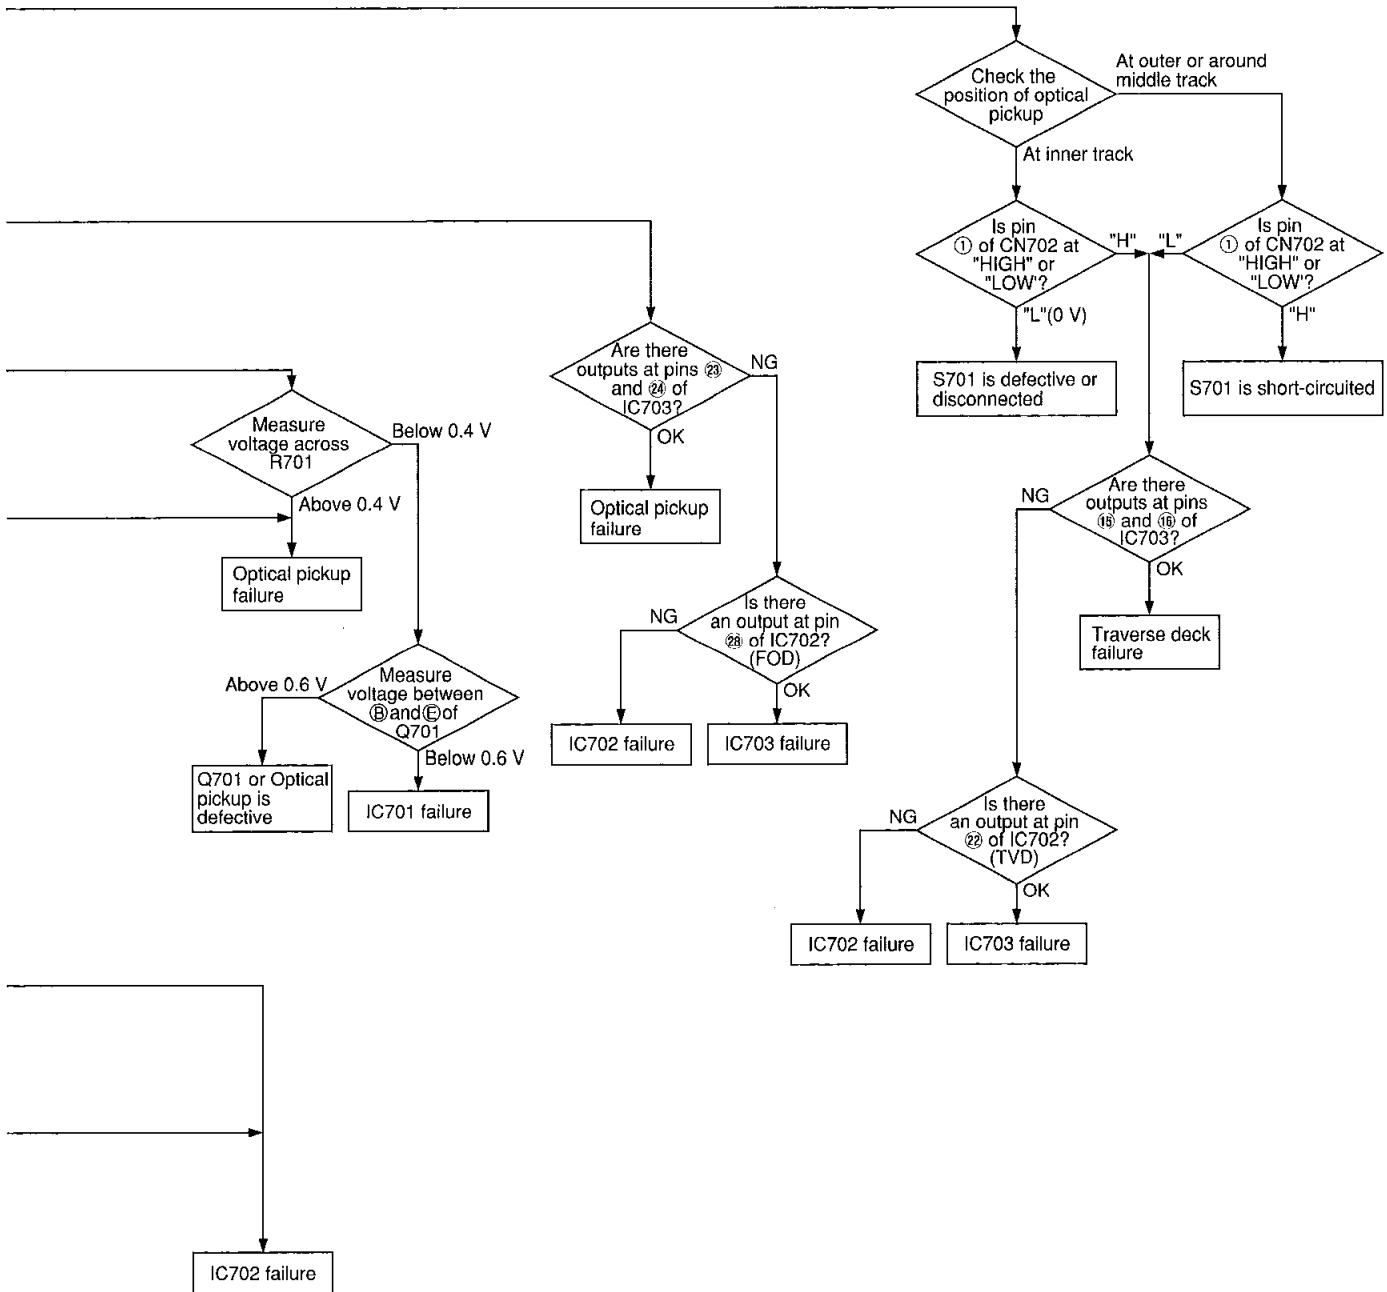 Check the
position of optical
pickup
At outer or around
middle track
At inner track
Is pin
① of CN702 at
"HIGH" or
"LOW"?
"H"
"L"
Is pin
① of CN702 at
"HIGH" or
"LOW"?
"L"(0 V)
"H"
S701 is defective or
disconnected
S701 is short-circuited
Are there
outputs at pins ㉓
and ㉔ of
IC703?
NG
OK
Optical pickup
failure
Measure
voltage across
R701
Below 0.4 V
Above 0.4 V
Optical pickup
failure
Are there
outputs at pins
⑮ and ⑯ of
IC703?
NG
OK
Traverse deck
failure
Is there
an output at pin
㉘ of IC702?
(FOD)
NG
OK
IC702 failure
IC703 failure
Measure
voltage between
Ⓑ and Ⓔ of
Q701
Above 0.6 V
Below 0.6 V
Q701 or Optical
pickup is
defective
IC701 failure
Is there
an output at pin
㉒ of IC702?
(TVD)
NG
OK
IC702 failure
IC703 failure
IC702 failure